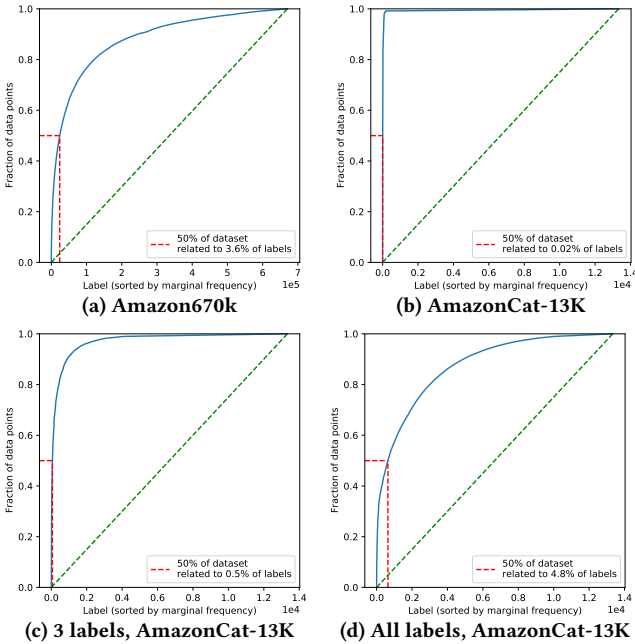 1.0
0.8
0.6
0.4
0.2
0.0
Fraction of data points
50% of dataset
related to 3.6% of labels
0 1 2 3 4 5 6 7
1e5
Label (sorted by marginal frequency)
(a) Amazon670k
1.0
0.8
0.6
0.4
0.2
0.0
Fraction of data points
50% of dataset
related to 0.02% of labels
0.0 0.2 0.4 0.6 0.8 1.0 1.2 1.4
1e4
Label (sorted by marginal frequency)
(b) AmazonCat-13K
1.0
0.8
0.6
0.4
0.2
0.0
Fraction of data points
50% of dataset
related to 0.5% of labels
0.0 0.2 0.4 0.6 0.8 1.0 1.2 1.4
1e4
Label (sorted by marginal frequency)
(c) 3 labels, AmazonCat-13K
1.0
0.8
0.6
0.4
0.2
0.0
Fraction of data points
50% of dataset
related to 4.8% of labels
0.0 0.2 0.4 0.6 0.8 1.0 1.2 1.4
1e4
Label (sorted by marginal frequency)
(d) All labels, AmazonCat-13K